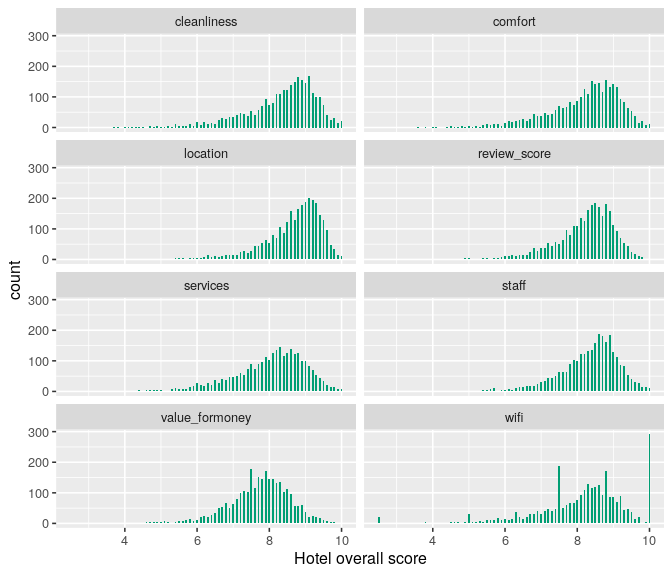 cleanliness comfort
300
200
100
0
location review_score
300
200
100
0
services staff
300
200
100
0
value_formoney wifi
300
200
100
0
4 6 8 10 4 6 8 10
Hotel overall score
count